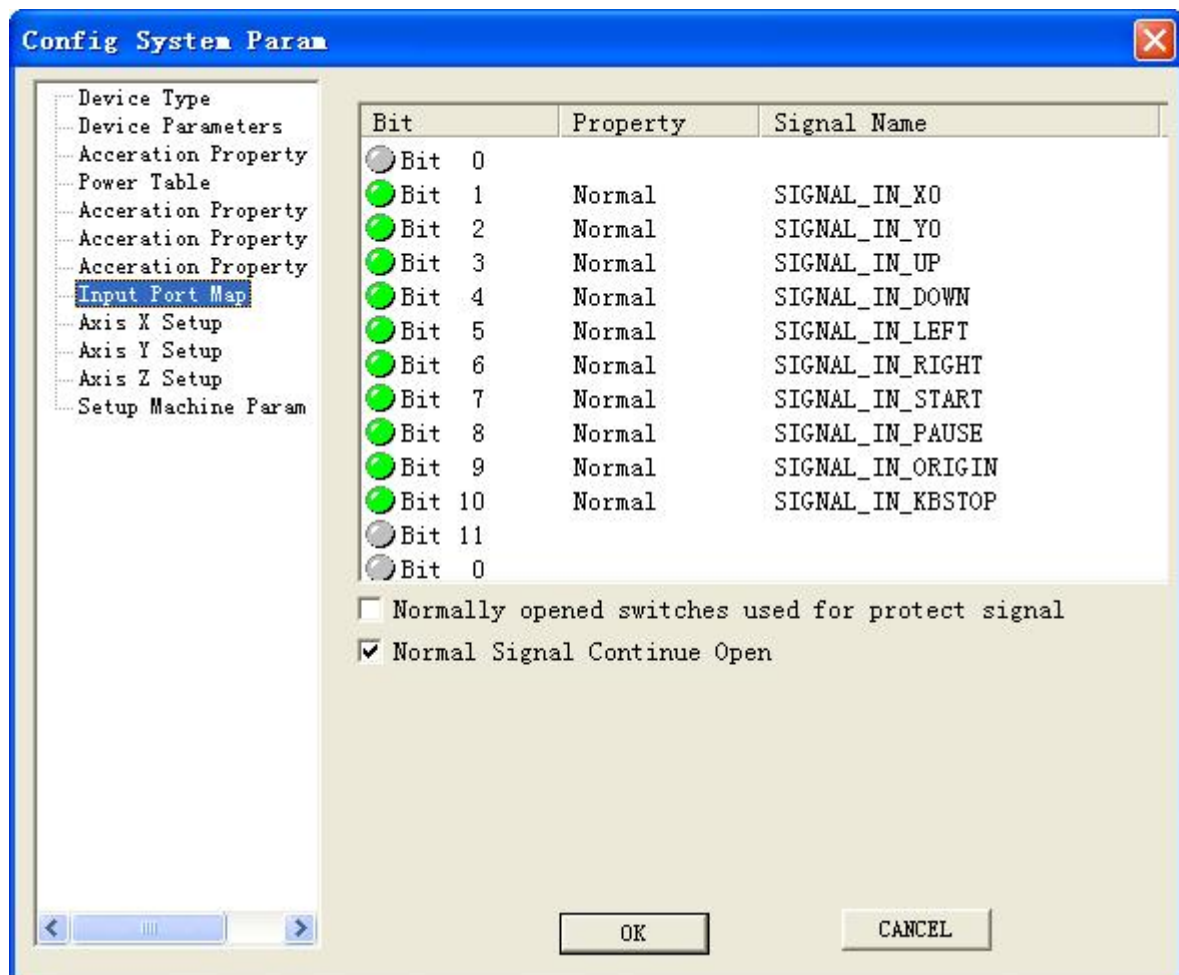 Config System Param
Device Type
Device Parameters
Acceration Property
Power Table
Acceration Property
Acceration Property
Acceration Property
Input Port Map
Axis X Setup
Axis Y Setup
Axis Z Setup
Setup Machine Param
Bit Property Signal Name
Bit 0
Bit 1 Normal SIGNAL_IN_X0
Bit 2 Normal SIGNAL_IN_Y0
Bit 3 Normal SIGNAL_IN_UP
Bit 4 Normal SIGNAL_IN_DOWN
Bit 5 Normal SIGNAL_IN_LEFT
Bit 6 Normal SIGNAL_IN_RIGHT
Bit 7 Normal SIGNAL_IN_START
Bit 8 Normal SIGNAL_IN_PAUSE
Bit 9 Normal SIGNAL_IN_ORIGIN
Bit 10 Normal SIGNAL_IN_KBSTOP
Bit 11
Bit 0
Normally opened switches used for protect signal
Normal Signal Continue Open
OK CANCEL